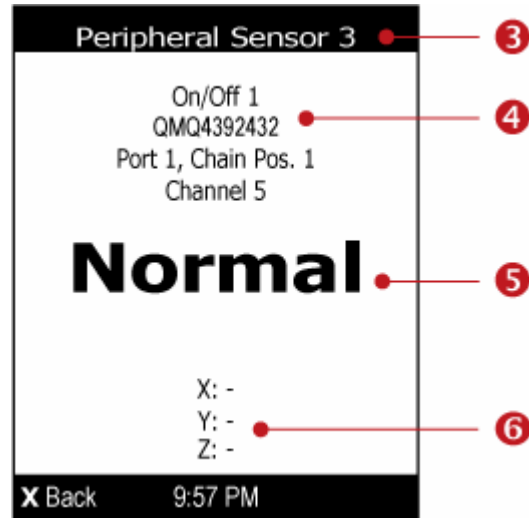 Peripheral Sensor 3
3
On/Off 1
QMQ4392432
4
Port 1, Chain Pos. 1
Channel 5
Normal
5
X: -
Y: -
6
Z: -
X Back 9:57 PM